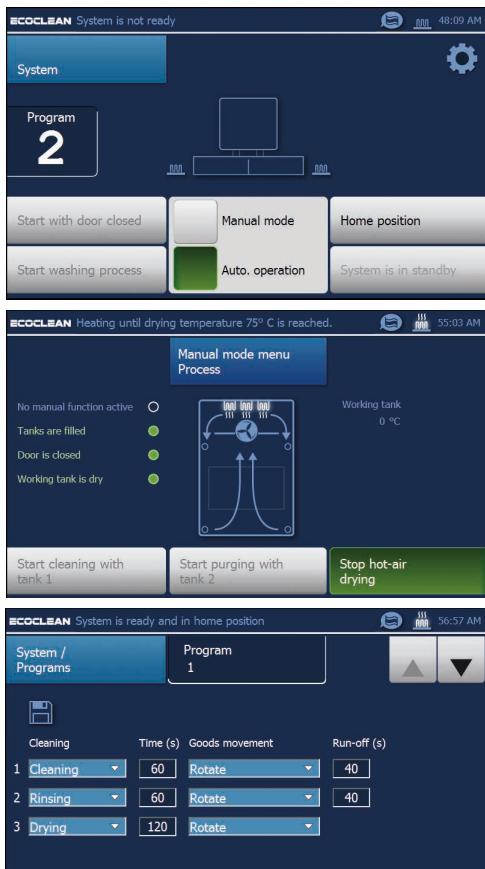 ECOCLEAN System is not ready 48:09 AM
System
Program
2
Start with door closed
Manual mode
Home position
Start washing process
Auto. operation
System is in standby
ECOCLEAN Heating until drying temperature 75° C is reached. 55:03 AM
Manual mode menu
Process
No manual function active
Tanks are filled
Door is closed
Working tank is dry
Working tank
0 °C
Start cleaning with
tank 1
Start purging with
tank 2
Stop hot-air
drying
ECOCLEAN System is ready and in home position 56:57 AM
System /
Programs
Program
1
Cleaning Time (s) Goods movement Run-off (s)
1 Cleaning 60 Rotate 40
2 Rinsing 60 Rotate 40
3 Drying 120 Rotate